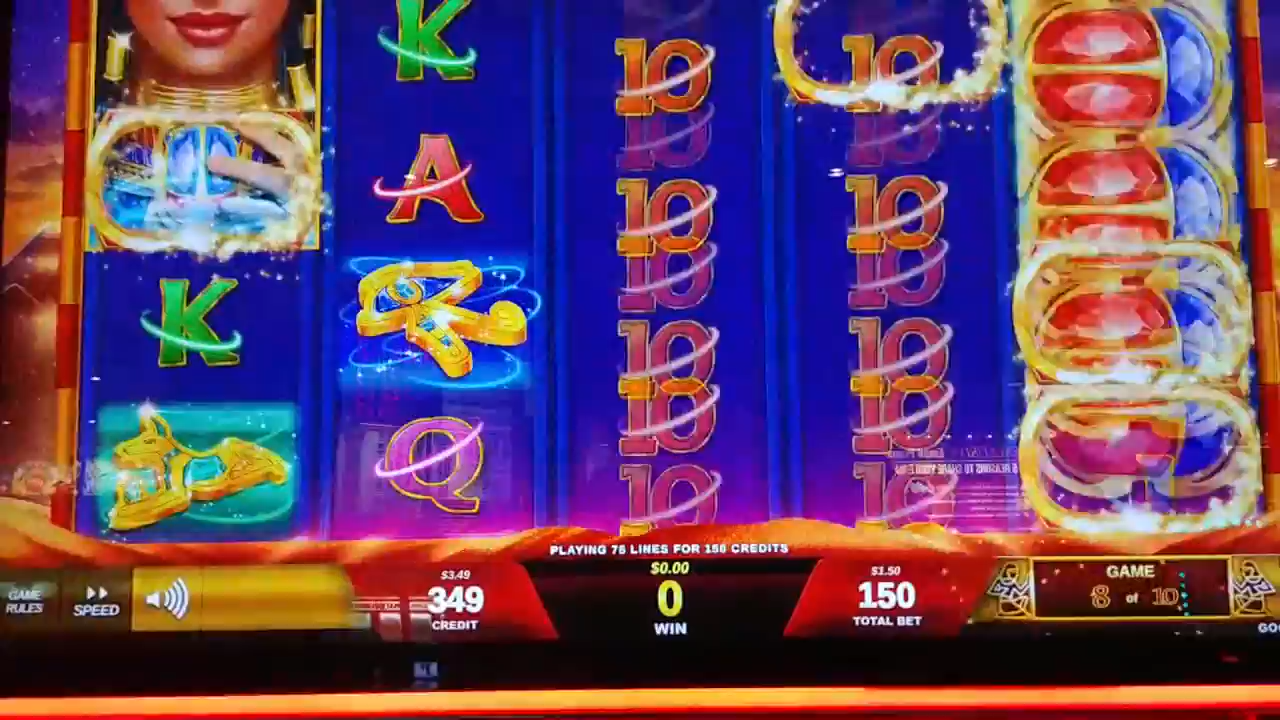 K
10
10
A
10
10
K
10
10
10
10
Q
10
PLAYING 75 LINES FOR 150 CREDITS
GAME RULES
SPEED
$3.49
349
CREDIT
$0.00
0
WIN
$1.50
150
TOTAL BET
GAME
8 of 10